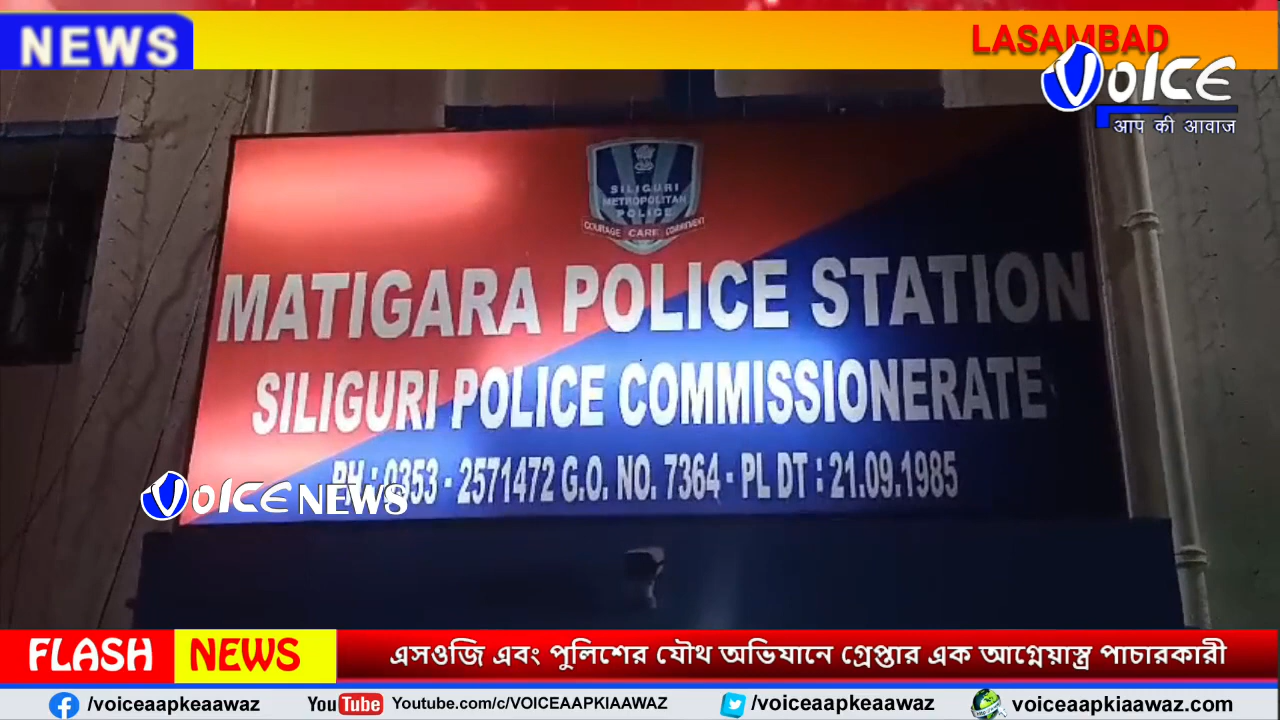 NEWS
LASAMBAD
VOICE
आप की आवाज
SILIGURI
METROPOLITAN
POLICE
COURAGE CARE COMMITMENT
MATIGARA POLICE STATION
SILIGURI POLICE COMMISSIONERATE
PH : 0353 - 2571472 G.O. NO. 7364 - PL DT : 21.09.1985
VOICE NEWS
FLASH NEWS
এসওজি এবং পুলিশের যৌথ অভিযানে গ্রেপ্তার এক আগ্নেয়াস্ত্র পাচারকারী
/voiceaapkeaawaz
YouTube Youtube.com/c/VOICEAAPKIAAWAZ
/voiceaapkeaawaz
voiceaapkiaawaz.com